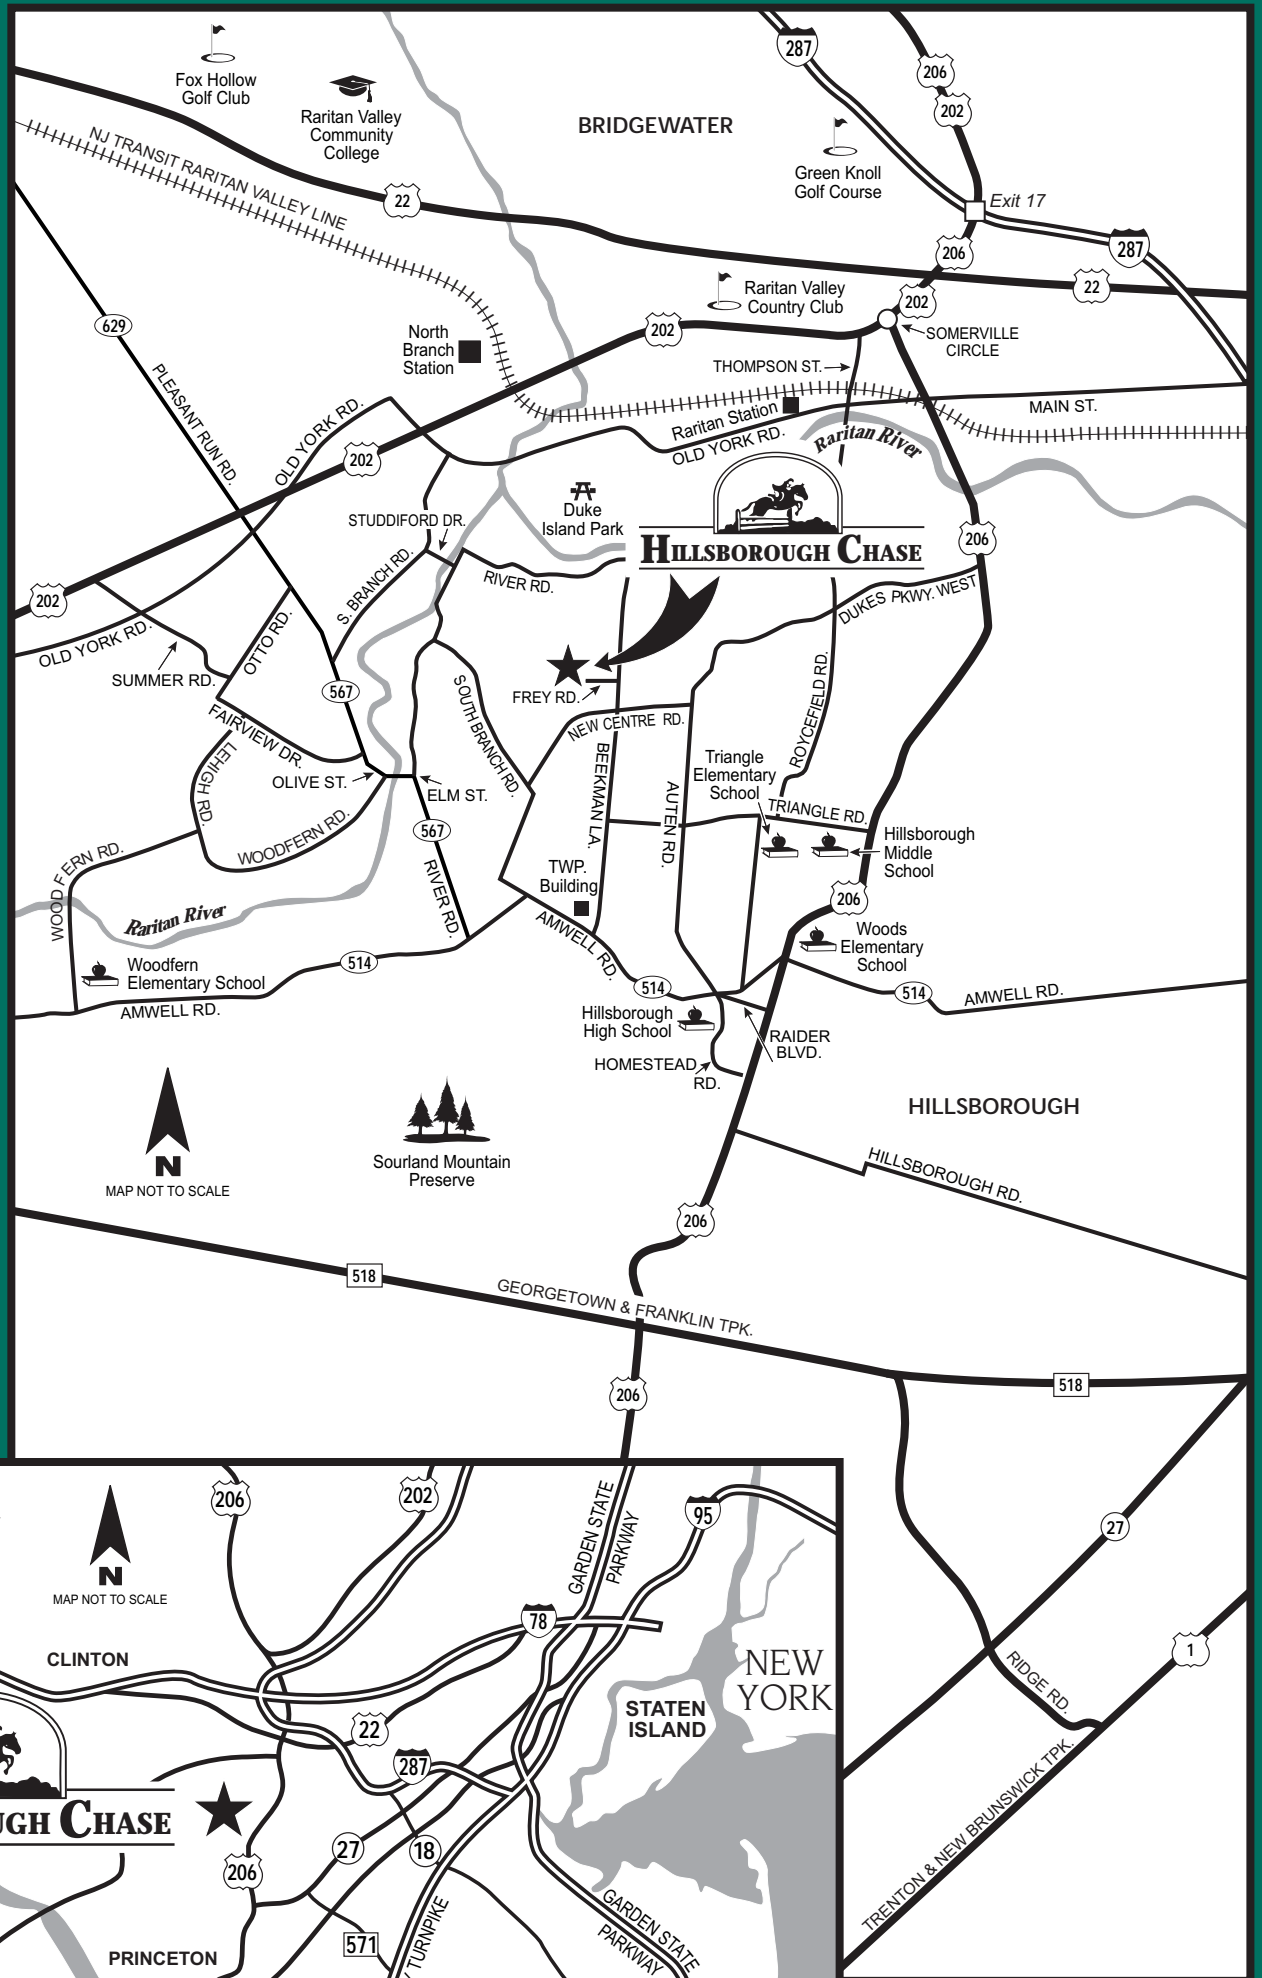 287
206
Fox Hollow
Golf Club
Raritan Valley
Community
College
BRIDGEWATER
202
NJ TRANSIT RARITAN VALLEY LINE
Green Knoll
Golf Course
22
Exit 17
206
287
Raritan Valley
Country Club
22
202
629
North
Branch
Station
202
SOMERVILLE
CIRCLE
THOMPSON ST.
PLEASANT RUN RD.
OLD YORK RD.
Raritan Station
MAIN ST.
OLD YORK RD.
Raritan River
202
Duke
Island Park
STUDDIFORD DR.
HILLSBOROUGH CHASE
206
S. BRANCH RD.
RIVER RD.
DUKES PKWY. WEST
202
OLD YORK RD.
OTTO RD.
SUMMER RD.
567
FREY RD.
SOUTH BRANCH RD.
NEW CENTRE RD.
ROYCEFIELD RD.
FAIRVIEW DR.
LEHIGH RD.
BEEKMAN LA.
AUTEN RD.
Triangle
Elementary
School
OLIVE ST.
ELM ST.
TRIANGLE RD.
567
WOODFERN RD.
Hillsborough
Middle
School
WOOD FERN RD.
RIVER RD.
TWP.
Building
206
Raritan River
AMWELL RD.
Woods
Elementary
School
514
Woodfern
Elementary School
514
514
AMWELL RD.
AMWELL RD.
Hillsborough
High School
RAIDER
BLVD.
HOMESTEAD
RD.
HILLSBOROUGH
N
MAP NOT TO SCALE
Sourland Mountain
Preserve
HILLSBOROUGH RD.
206
518
GEORGETOWN & FRANKLIN TPK.
518
206
27
RIDGE RD.
1
TRENTON & NEW BRUNSWICK TPK.
206
202
GARDEN STATE
PARKWAY
95
N
MAP NOT TO SCALE
78
CLINTON
NEW
YORK
STATEN
ISLAND
22
287
UGH CHASE
27
18
206
GARDEN STATE
PARKWAY
571
TURNPIKE
PRINCETON